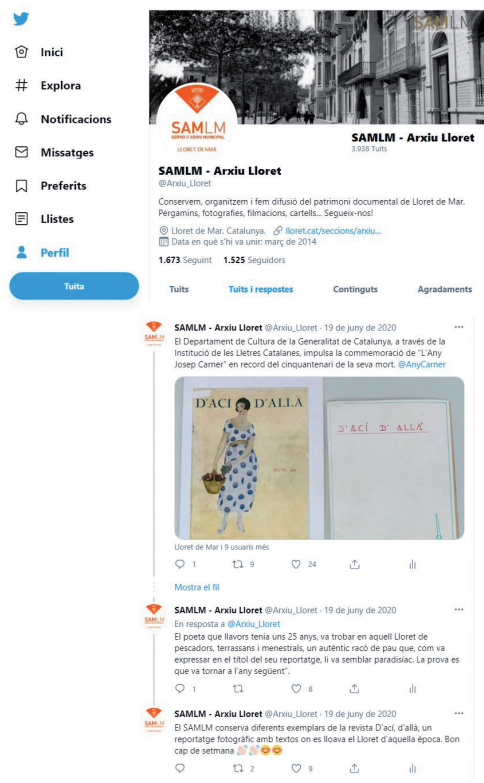 SAMLM
Inici
Explora
Notificacions
Missatges
Preferits
Llistes
Perfil
Tuita
SAMLM
SERVEI D'ARXIU MUNICIPAL
LLORET DE MAR
SAMLM - Arxiu Lloret
3.938 Tuits
SAMLM - Arxiu Lloret
@Arxiu_Lloret
Conservem, organitzem i fem difusió del patrimoni documental de Lloret de Mar.
Pergamins, fotografies, filmacions, cartells... Segueix-nos!
Lloret de Mar. Catalunya. lloret.cat/seccions/arxiu...
Data en què s'hi va unir: març de 2014
1.673 Seguint 1.525 Seguidors
Tuits Tuits i respostes Continguts Agradaments
SAMLM
SAMLM - Arxiu Lloret @Arxiu_Lloret · 19 de juny de 2020
El Departament de Cultura de la Generalitat de Catalunya, a través de la
Institució de les Lletres Catalanes, impulsa la commemoració de "L'Any
Josep Carner" en record del cinquantenari de la seva mort. @AnyCarner
D'ACI D'ALLÀ
D'ACÍ D'ALLÀ
Lloret de Mar i 9 usuaris més
1 9 24
Mostra el fil
SAMLM
SAMLM - Arxiu Lloret @Arxiu_Lloret · 19 de juny de 2020
En resposta a @Arxiu_Lloret
El poeta que llavors tenia uns 25 anys, va trobar en aquell Lloret de
pescadors, terrassans i menestrals, un autèntic racó de pau que, com va
expressar en el títol del seu reportatge, li va semblar paradisíac. La prova es
que va tornar a l'any següent".
1 8
SAMLM
SAMLM - Arxiu Lloret @Arxiu_Lloret · 19 de juny de 2020
El SAMLM conserva diferents exemplars de la revista D'ací, d'allà, un
reportatge fotogràfic amb textos on es lloava el Lloret d'aquella època. Bon
cap de setmana 👏🏻👏🏻😊😊
2 9